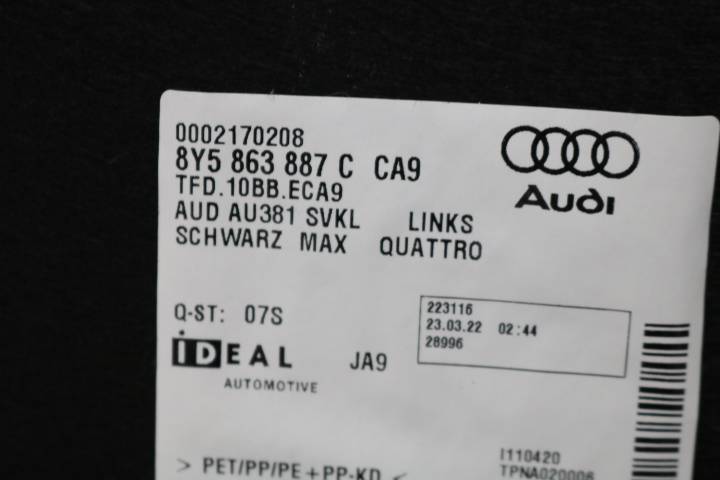 0002170208
8Y5 863 887 C CA9
TFD.10BB.ECA9
AUD AU381 SVKL LINKS
SCHWARZ MAX QUATTRO
Audi
Q-ST: 07S
IDEAL
AUTOMOTIVE
JA9
223116
23.03.22 02:44
28996
> PET/PP/PE+PP-KD <
I110420
TPNA020006